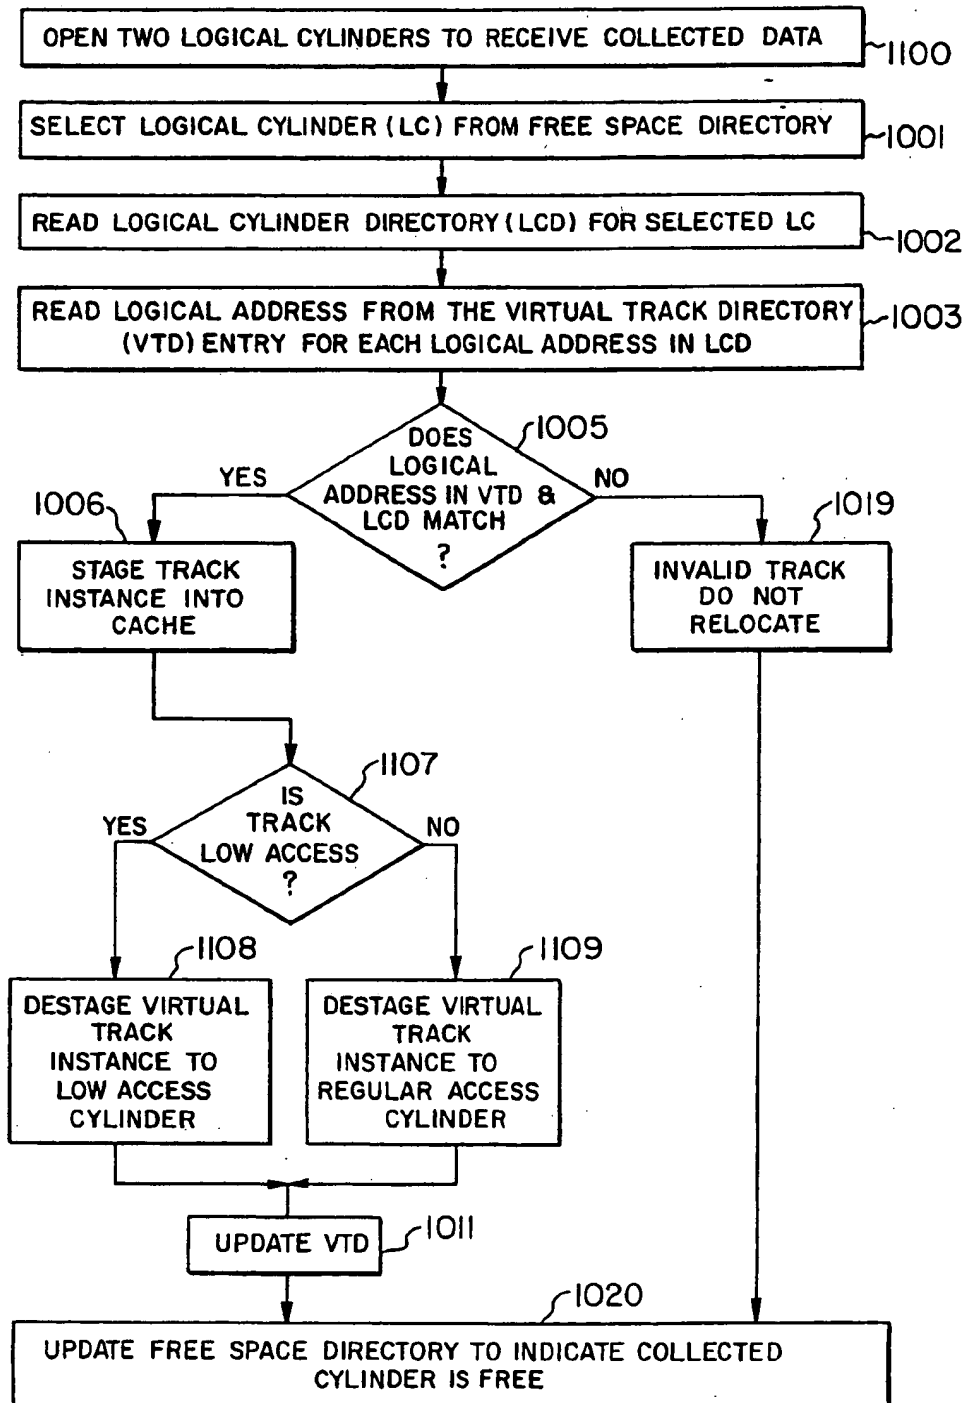 OPEN TWO LOGICAL CYLINDERS TO RECEIVE COLLECTED DATA
1100
SELECT LOGICAL CYLINDER (LC) FROM FREE SPACE DIRECTORY
1001
READ LOGICAL CYLINDER DIRECTORY (LCD) FOR SELECTED LC
1002
READ LOGICAL ADDRESS FROM THE VIRTUAL TRACK DIRECTORY
(VTD) ENTRY FOR EACH LOGICAL ADDRESS IN LCD
1003
1005
DOES
LOGICAL
ADDRESS IN VTD &
LCD MATCH
?
YES
NO
1006
STAGE TRACK
INSTANCE INTO
CACHE
1019
INVALID TRACK
DO NOT
RELOCATE
1107
IS
TRACK
LOW ACCESS
?
YES
NO
1108
DESTAGE VIRTUAL
TRACK
INSTANCE TO
LOW ACCESS
CYLINDER
1109
DESTAGE VIRTUAL
TRACK
INSTANCE TO
REGULAR ACCESS
CYLINDER
UPDATE VTD
1011
1020
UPDATE FREE SPACE DIRECTORY TO INDICATE COLLECTED
CYLINDER IS FREE